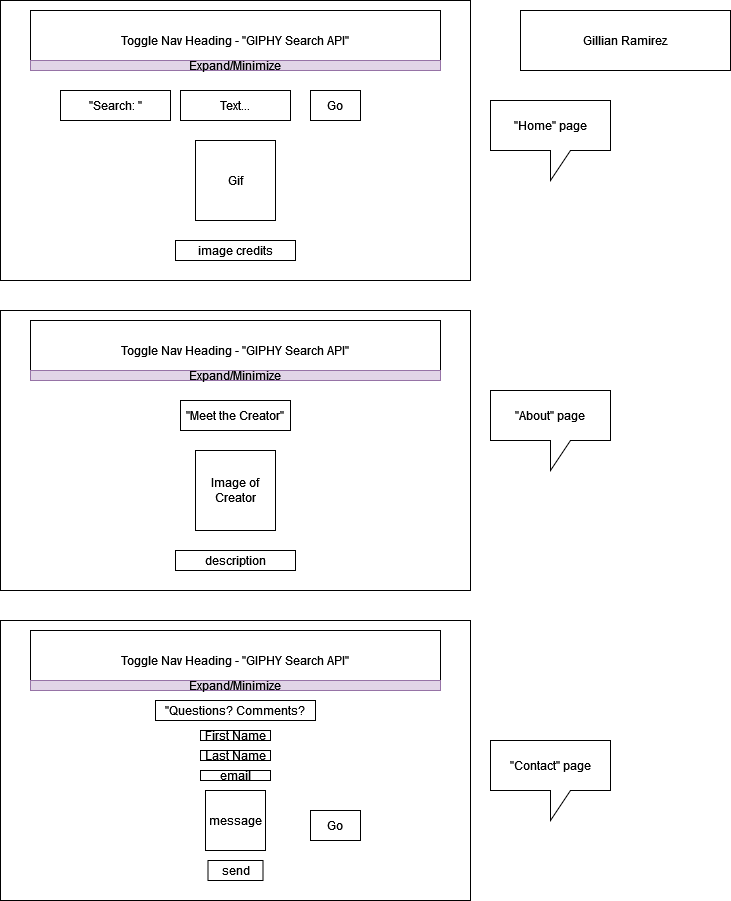 Toggle Nav Heading - "GIPHY Search API"
Expand/Minimize
Gillian Ramirez
"Search: "
Text...
Go
"Home" page
Gif
image credits
Toggle Nav Heading - "GIPHY Search API"
Expand/Minimize
"Meet the Creator"
"About" page
Image of
Creator
description
Toggle Nav Heading - "GIPHY Search API"
Expand/Minimize
"Questions? Comments?
First Name
Last Name
email
"Contact" page
message
Go
send